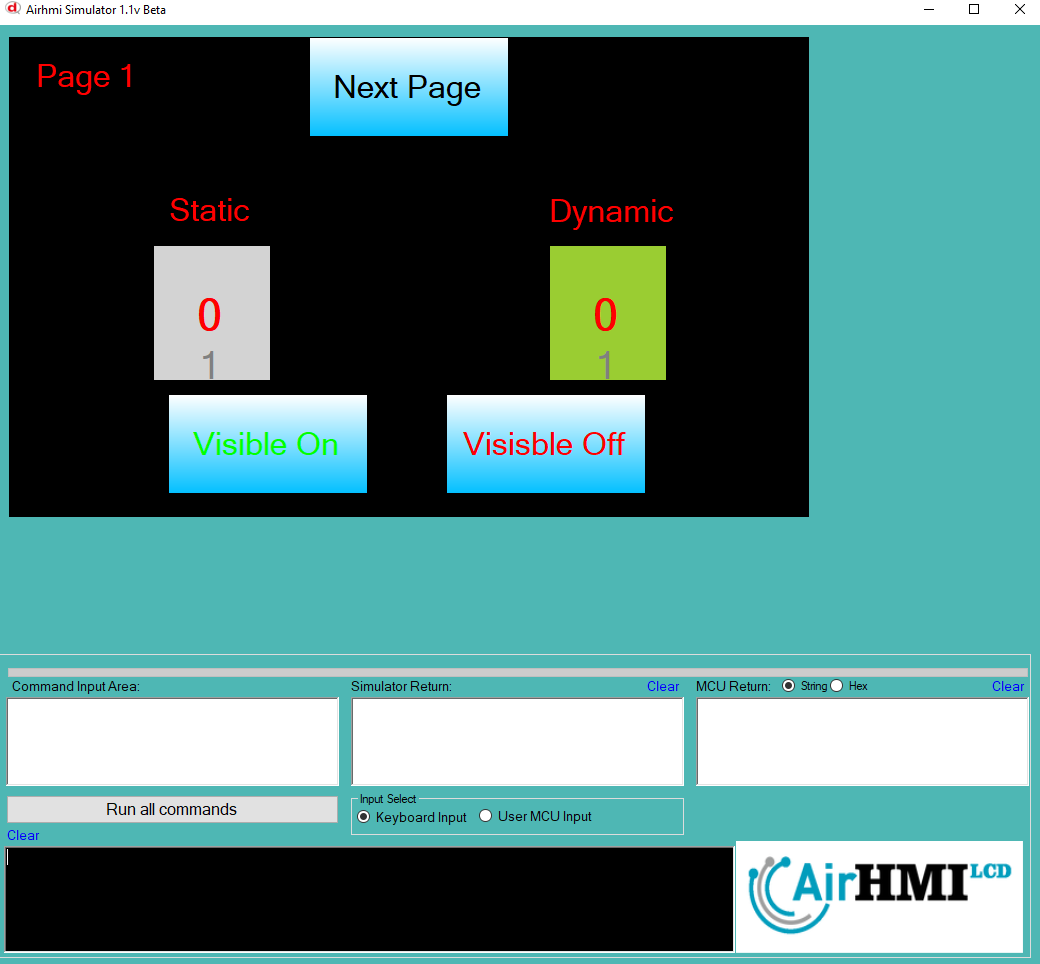 Airhmi Simulator 1.1v Beta
Page 1
Next Page
Static
Dynamic
0
1
0
1
Visible On
Visisble Off
Command Input Area:
Simulator Return:
Clear
MCU Return:
String
Hex
Clear
Run all commands
Input Select
Keyboard Input
User MCU Input
Clear
AirHMI LCD